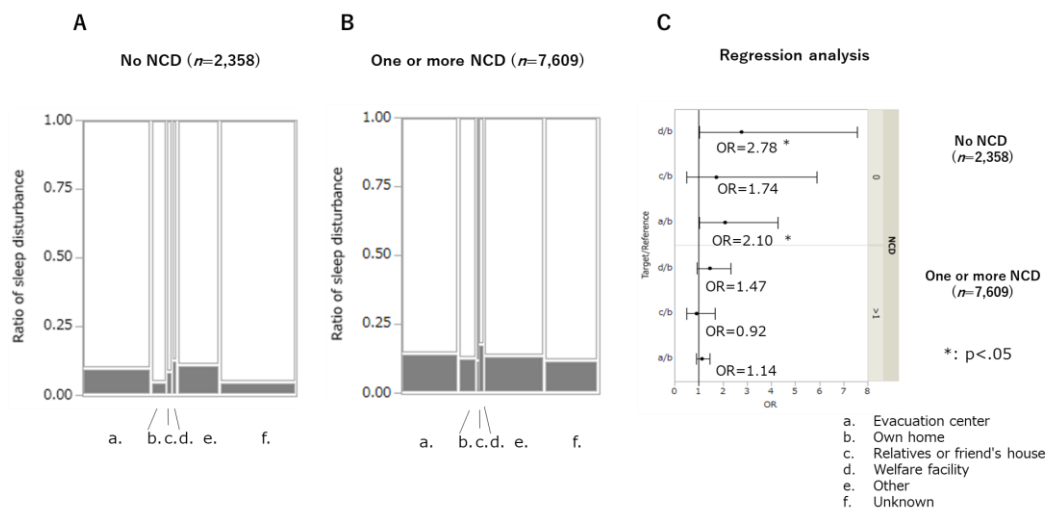 A
No NCD (n=2,358)
Ratio of sleep disturbance
1.00
0.75
0.50
0.25
0.00
a. b. c. d. e. f.
B
One or more NCD (n=7,609)
Ratio of sleep disturbance
1.00
0.75
0.50
0.25
0.00
a. b. c. d. e. f.
C
Regression analysis
Target/Reference
d/b
OR=2.78 *
c/b
OR=1.74
a/b
OR=2.10 *
d/b
OR=1.47
c/b
OR=0.92
a/b
OR=1.14
0 1 2 3 4 5 6 7 8
OR
0
>1
NCD
No NCD
(n=2,358)
One or more NCD
(n=7,609)
*: p<.05
a. Evacuation center
b. Own home
c. Relatives or friend's house
d. Welfare facility
e. Other
f. Unknown